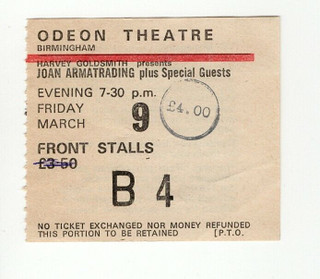 ODEON THEATRE
BIRMINGHAM
HARVEY GOLDSMITH presents
JOAN ARMATRADING plus Special Guests
EVENING 7-30 p.m.
FRIDAY
MARCH 9
£4.00
FRONT STALLS
£3·50
B 4
NO TICKET EXCHANGED NOR MONEY REFUNDED
THIS PORTION TO BE RETAINED [P.T.O.